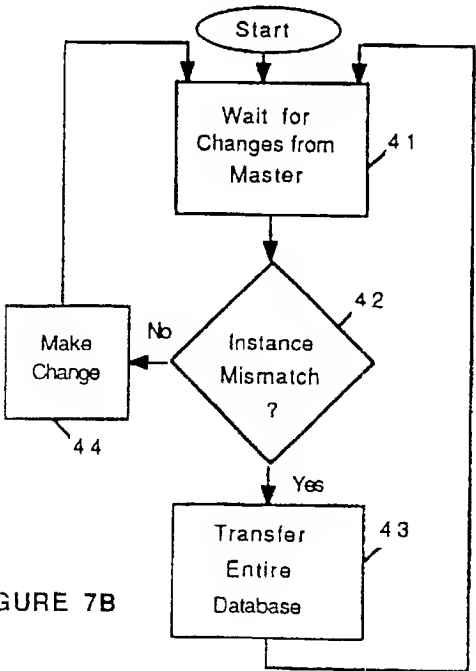 Start
Wait for
Changes from
Master
41
42
Instance
Mismatch
?
No
Make
Change
44
Yes
Transfer
Entire
Database
43
GURE 7B